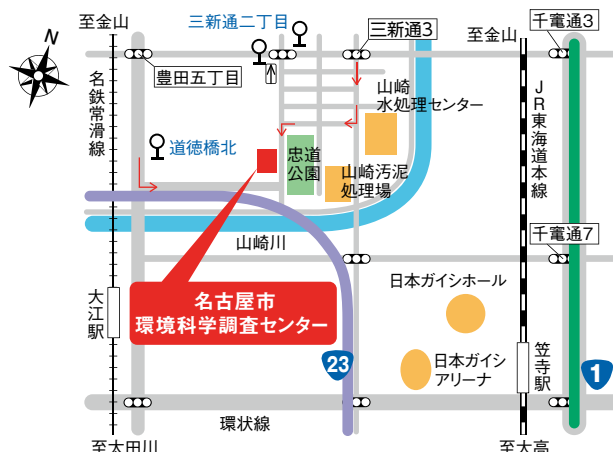 至金山
三新通二丁目
三新通3
至金山
千竃通3
N
豊田五丁目
名鉄常滑線
山崎
水処理センター
JR東海道本線
道徳橋北
忠道
公園
山崎汚泥
処理場
山崎川
千竃通7
大江駅
名古屋市
環境科学調査センター
日本ガイシホール
23
日本ガイシ
アリーナ
笠寺駅
1
環状線
至太田川
至大高